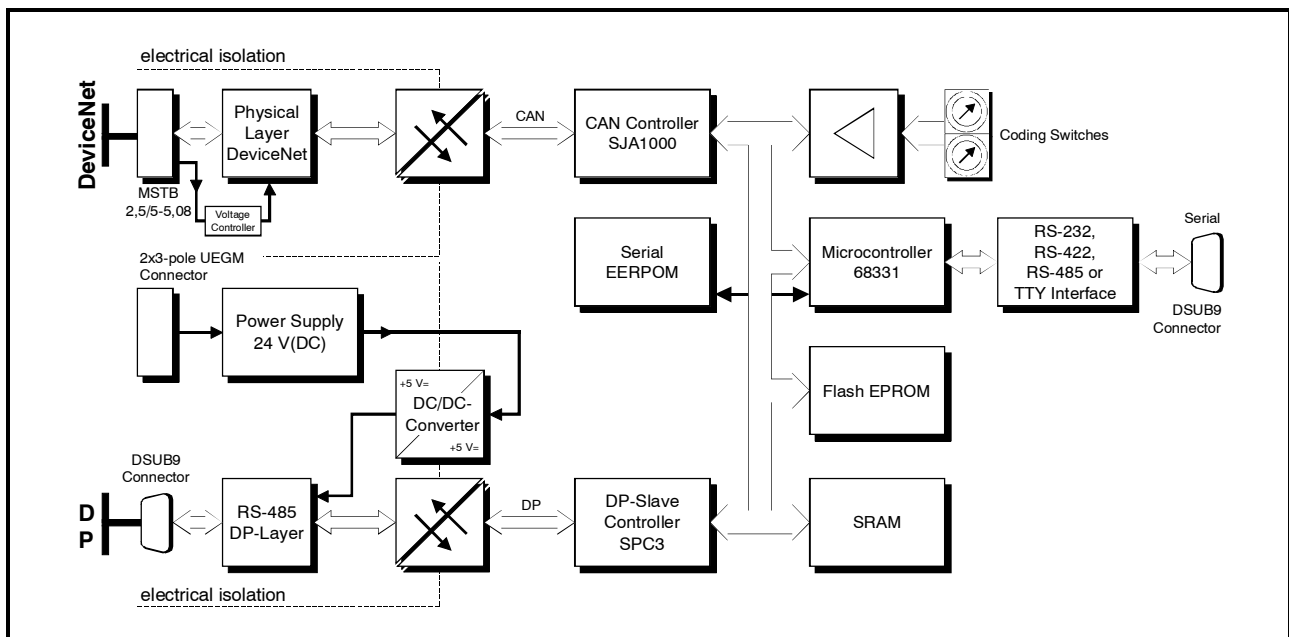 electrical isolation
DeviceNet
Physical
Layer
DeviceNet
CAN
CAN Controller
SJA1000
Coding Switches
MSTB
2,5/5-5,08
Voltage
Controller
2x3-pole UEGM
Connector
Serial
EERPOM
Microcontroller
68331
RS-232,
RS-422,
RS-485 or
TTY Interface
Serial
DSUB9
Connector
Power Supply
24 V(DC)
+5 V=
DC/DC-
Converter
+5 V=
Flash EPROM
DSUB9
Connector
D
P
RS-485
DP-Layer
DP
DP-Slave
Controller
SPC3
SRAM
electrical isolation